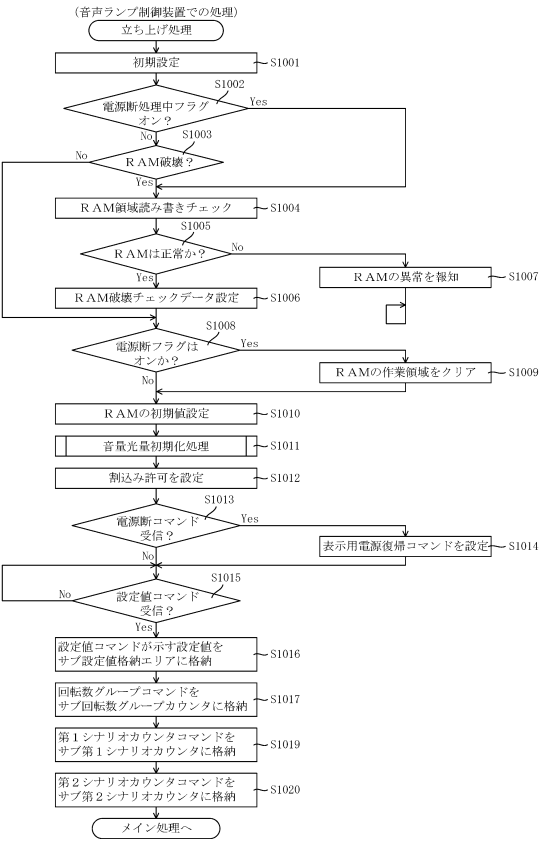 (音声ランプ制御装置での処理)
立ち上げ処理
初期設定
S1001
S1002
電源断処理中フラグ
オン？
Yes
No
S1003
ＲＡＭ破壊？
No
Yes
ＲＡＭ領域読み書きチェック
S1004
S1005
ＲＡＭは正常か？
No
Yes
ＲＡＭの異常を報知
S1007
ＲＡＭ破壊チェックデータ設定
S1006
S1008
電源断フラグは
オンか？
Yes
No
ＲＡＭの作業領域をクリア
S1009
ＲＡＭの初期値設定
S1010
音量光量初期化処理
S1011
割込み許可を設定
S1012
S1013
電源断コマンド
受信？
Yes
No
表示用電源復帰コマンドを設定
S1014
S1015
設定値コマンド
受信？
No
Yes
設定値コマンドが示す設定値を
サブ設定値格納エリアに格納
S1016
回転数グループコマンドを
サブ回転数グループカウンタに格納
S1017
第１シナリオカウンタコマンドを
サブ第１シナリオカウンタに格納
S1019
第２シナリオカウンタコマンドを
サブ第２シナリオカウンタに格納
S1020
メイン処理へ